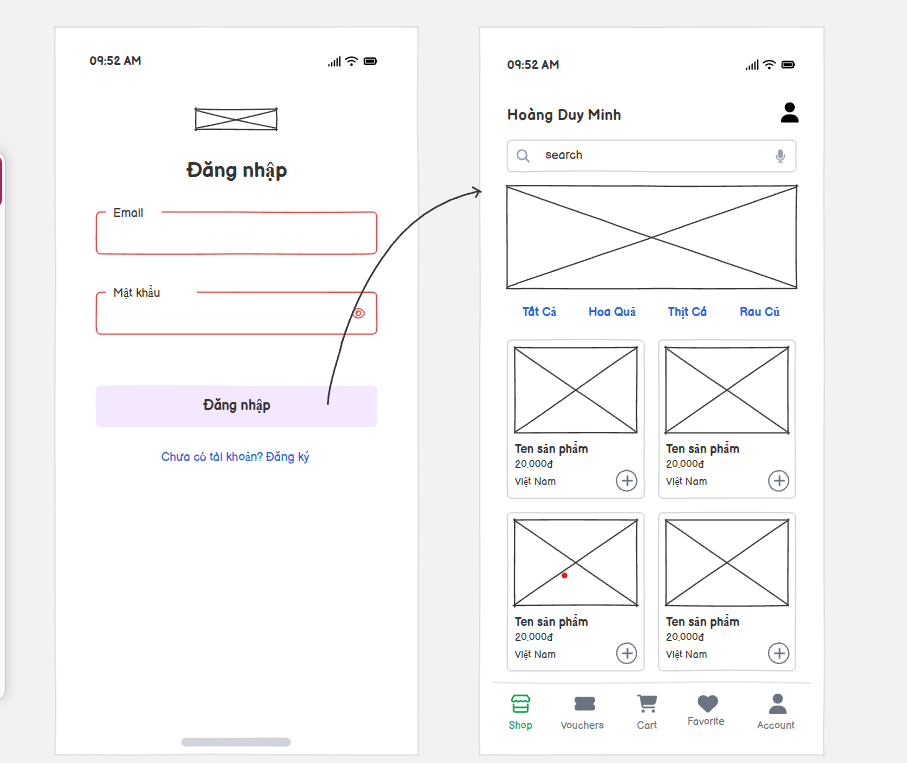 09:52 AM
Đăng nhập
Email
Mật khẩu
Đăng nhập
Chưa có tài khoản? Đăng ký
09:52 AM
Hoàng Duy Minh
search
Tất Cả
Hoa Quả
Thịt Cá
Rau Củ
Ten sản phẩm
20,000đ
Việt Nam
Ten sản phẩm
20,000đ
Việt Nam
Ten sản phẩm
20,000đ
Việt Nam
Ten sản phẩm
20,000đ
Việt Nam
Shop
Vouchers
Cart
Favorite
Account